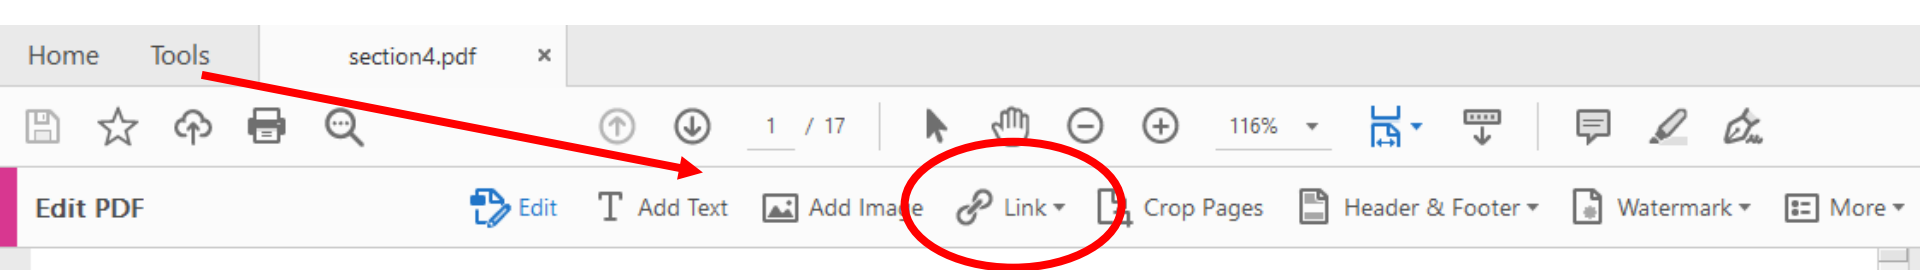 Home Tools section4.pdf ×
1 / 17 116%
Edit PDF Edit Add Text Add Image Link Crop Pages Header & Footer Watermark More